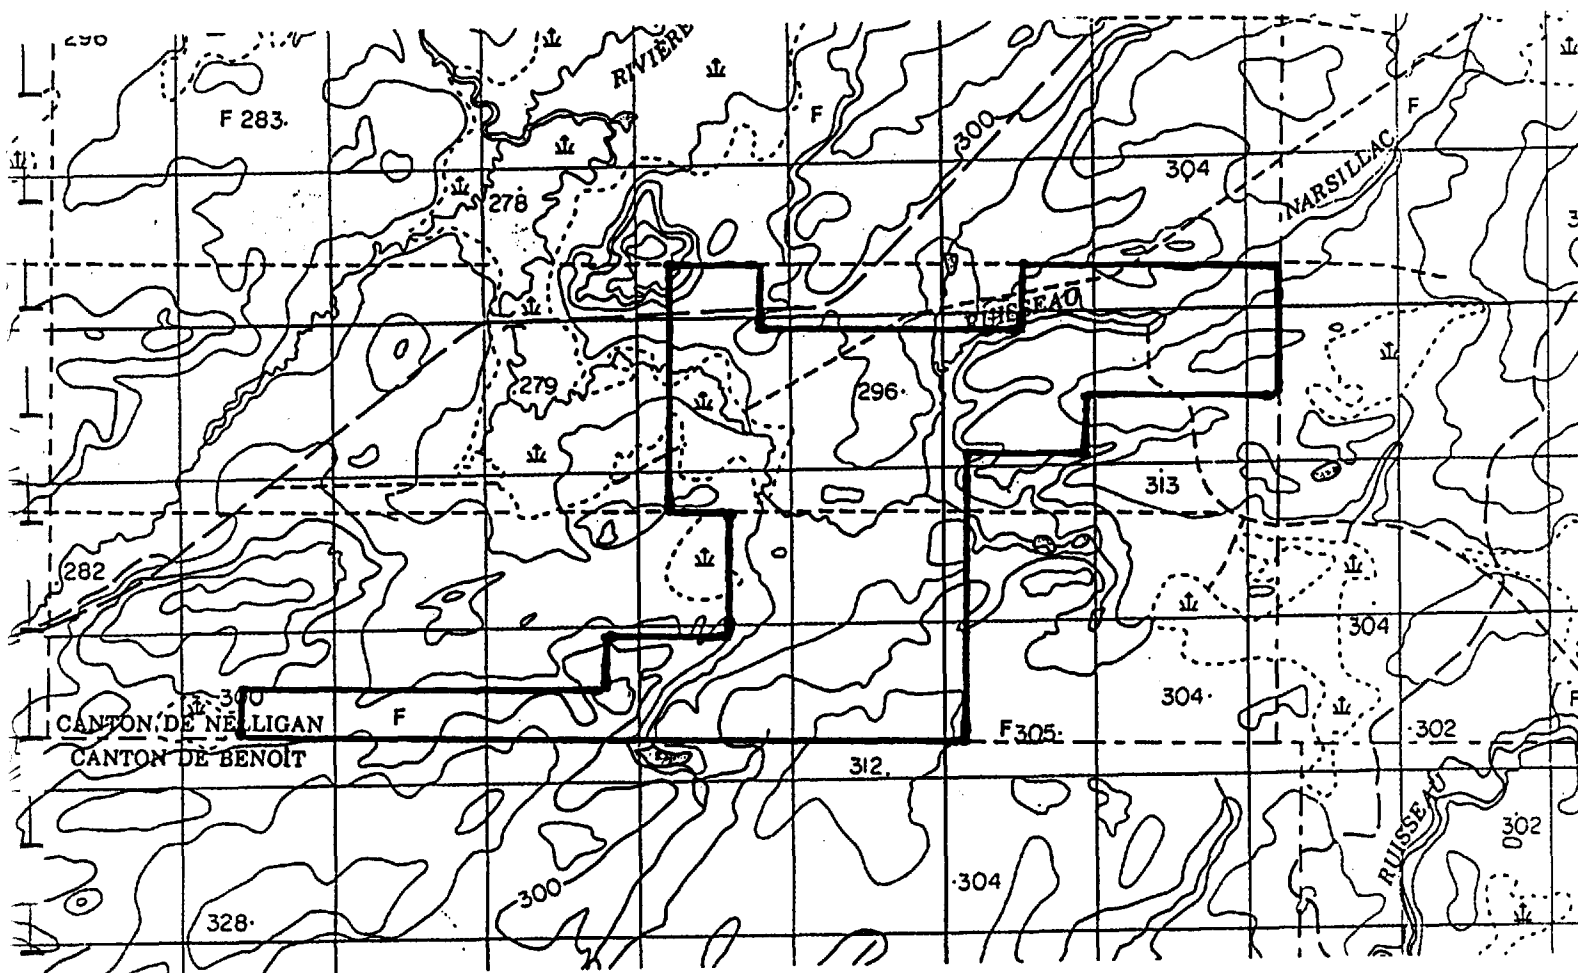 296
RIVIÈRE
F 283.
F
F
300
304
NARSILLAC
278
RUISSEAU
279
296.
313
282
304
300
304.
F
CANTON DE NELLIGAN
F 305.
.302
CANTON DE BENOIT
312.
RUISSEAU
302
300
.304
328.
F